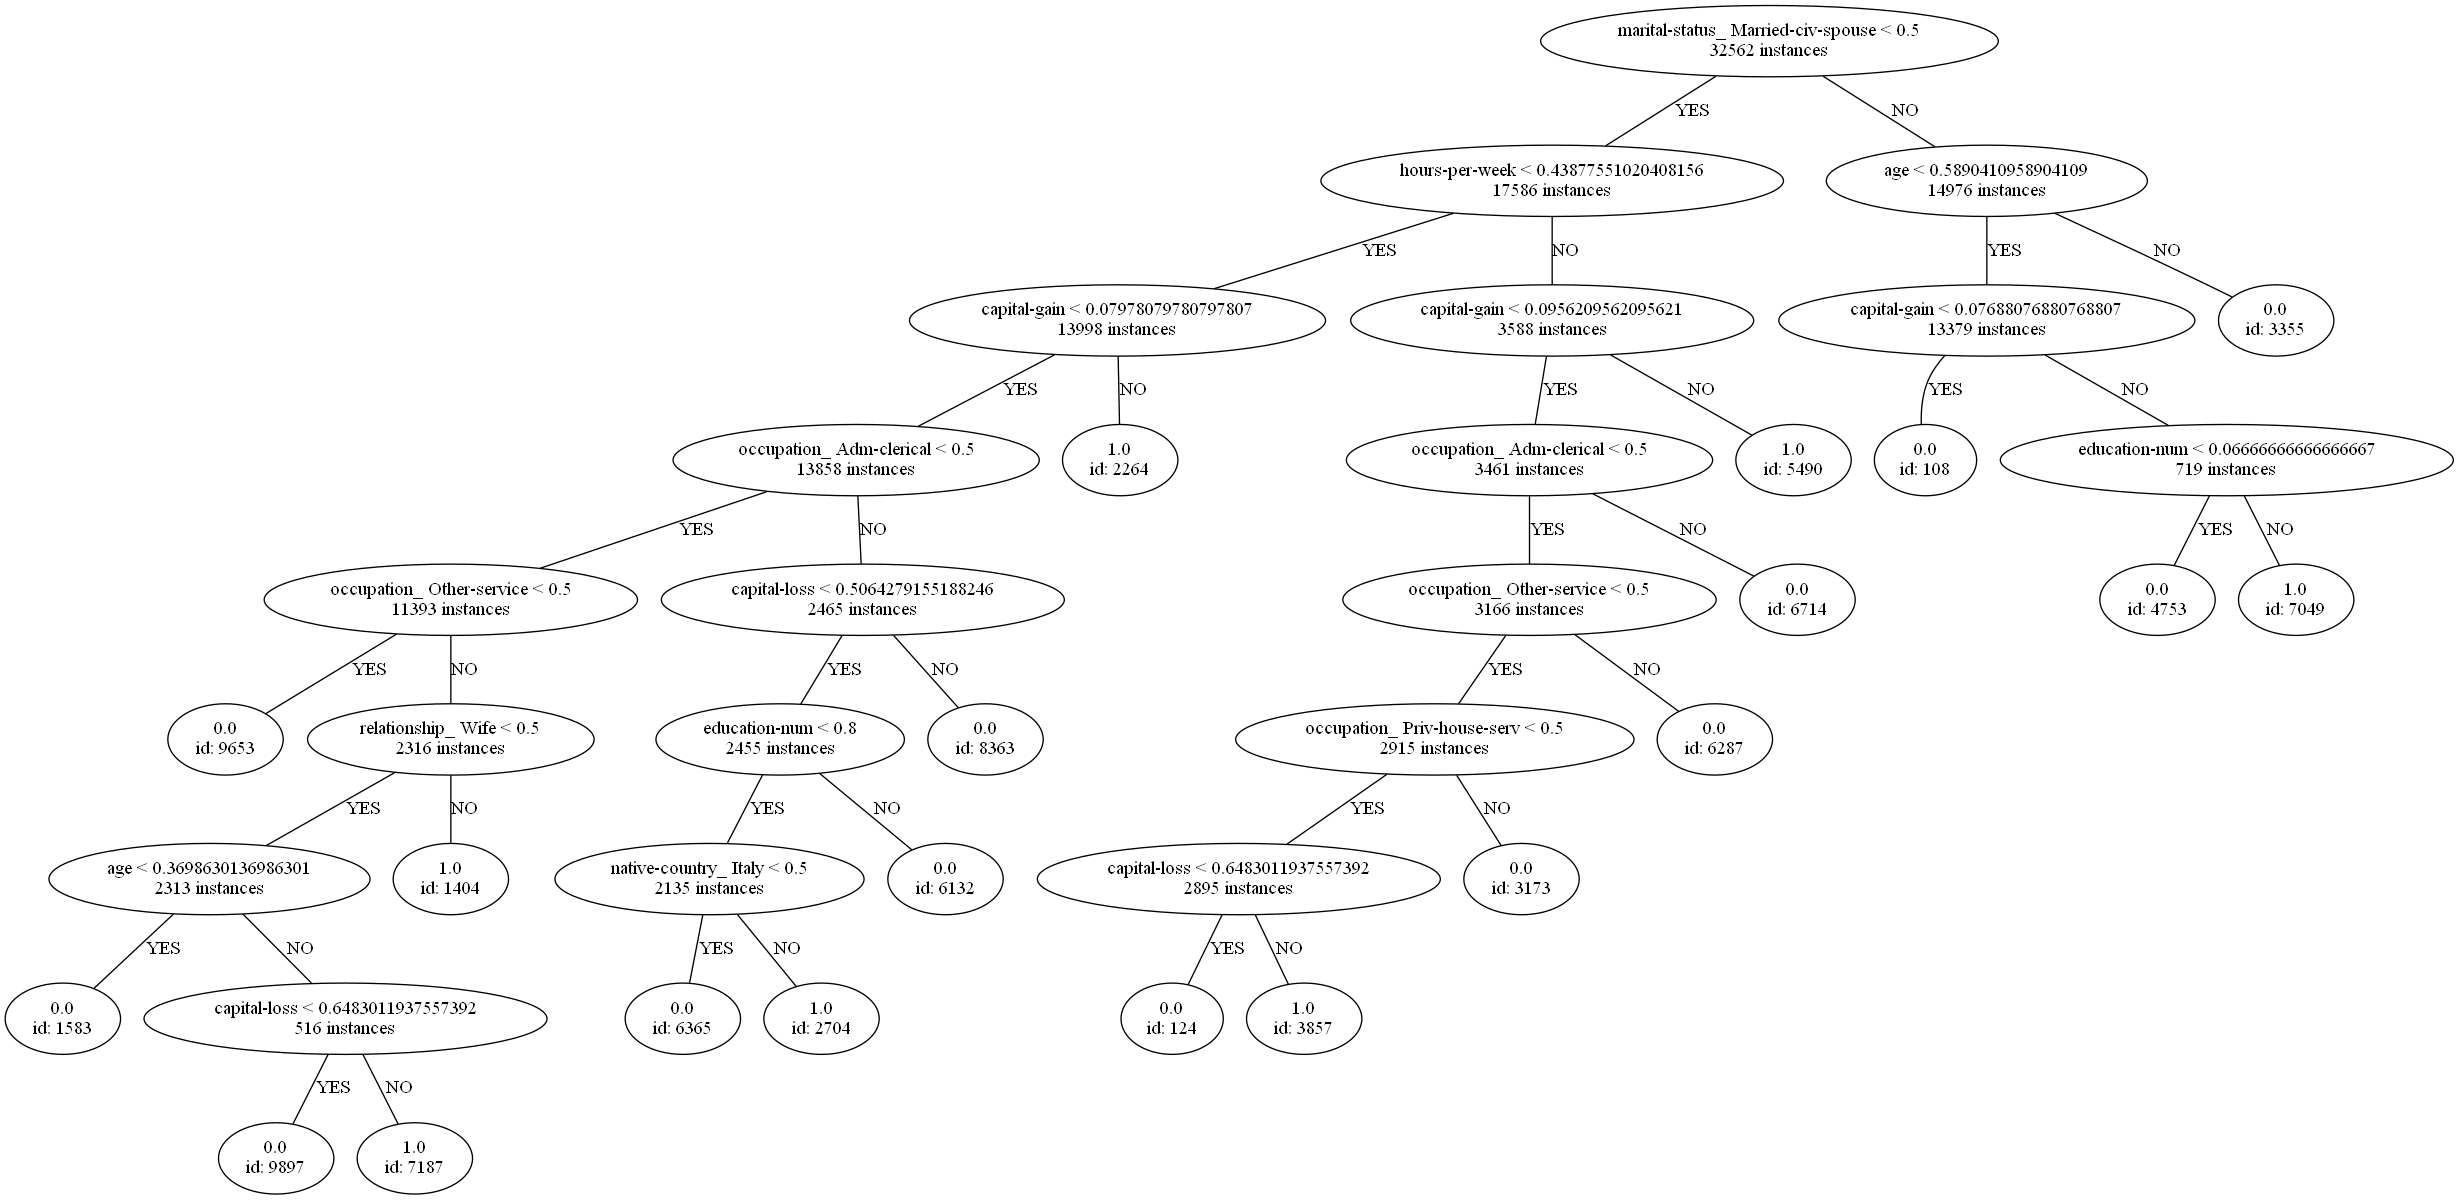 marital-status_ Married-civ-spouse < 0.5
32562 instances
YES
NO
hours-per-week < 0.43877551020408156
17586 instances
age < 0.5890410958904109
14976 instances
YES
NO
YES
NO
capital-gain < 0.07978079780797807
13998 instances
capital-gain < 0.0956209562095621
3588 instances
capital-gain < 0.07688076880768807
13379 instances
0.0
id: 3355
YES
NO
YES
NO
YES
NO
occupation_ Adm-clerical < 0.5
13858 instances
1.0
id: 2264
occupation_ Adm-clerical < 0.5
3461 instances
1.0
id: 5490
0.0
id: 108
education-num < 0.06666666666666667
719 instances
YES
NO
YES
NO
YES
NO
occupation_ Other-service < 0.5
11393 instances
capital-loss < 0.5064279155188246
2465 instances
occupation_ Other-service < 0.5
3166 instances
0.0
id: 6714
0.0
id: 4753
1.0
id: 7049
YES
NO
YES
NO
YES
NO
0.0
id: 9653
relationship_ Wife < 0.5
2316 instances
education-num < 0.8
2455 instances
0.0
id: 8363
occupation_ Priv-house-serv < 0.5
2915 instances
0.0
id: 6287
YES
NO
YES
NO
YES
NO
age < 0.3698630136986301
2313 instances
1.0
id: 1404
native-country_ Italy < 0.5
2135 instances
0.0
id: 6132
capital-loss < 0.6483011937557392
2895 instances
0.0
id: 3173
YES
NO
YES
NO
YES
NO
0.0
id: 1583
capital-loss < 0.6483011937557392
516 instances
0.0
id: 6365
1.0
id: 2704
0.0
id: 124
1.0
id: 3857
YES
NO
0.0
id: 9897
1.0
id: 7187